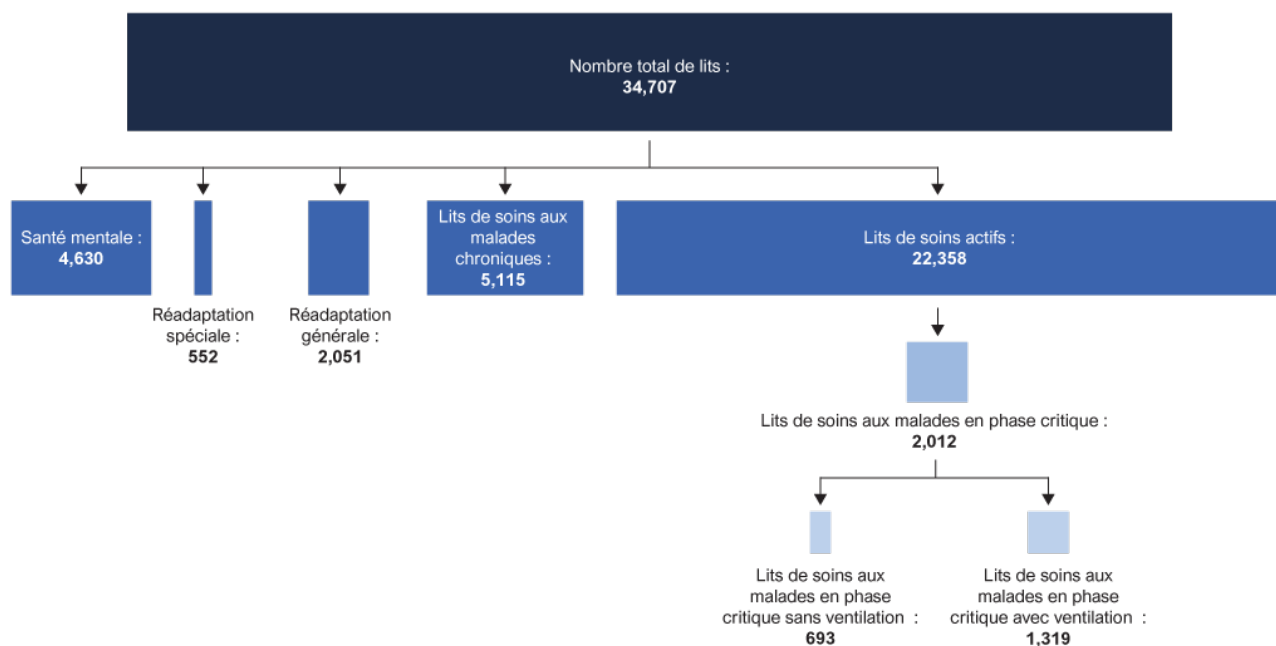 Nombre total de lits :
34,707
Santé mentale :
4,630
Réadaptation
spéciale :
552
Réadaptation
générale :
2,051
Lits de soins aux
malades
chroniques :
5,115
Lits de soins actifs :
22,358
Lits de soins aux malades en phase critique :
2,012
Lits de soins aux
malades en phase
critique sans ventilation :
693
Lits de soins aux
malades en phase
critique avec ventilation :
1,319